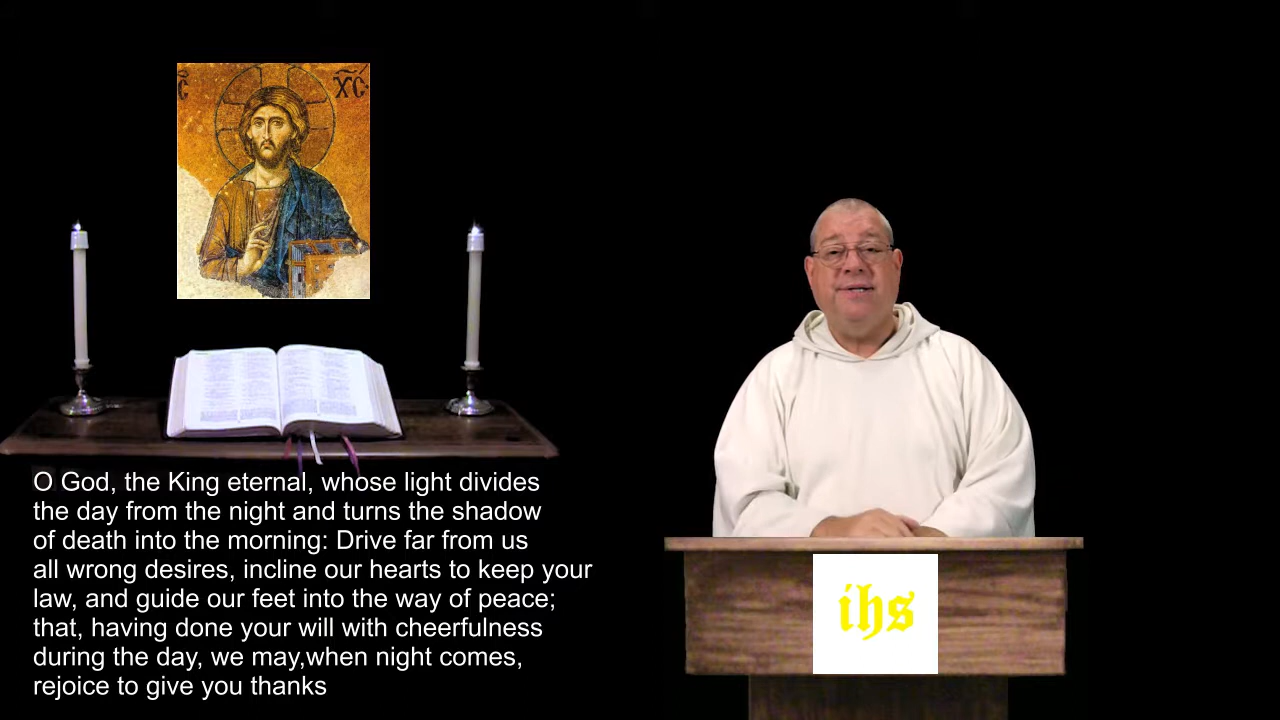 XC
O God, the King eternal, whose light divides
the day from the night and turns the shadow
of death into the morning: Drive far from us
all wrong desires, incline our hearts to keep your
law, and guide our feet into the way of peace;
that, having done your will with cheerfulness
during the day, we may,when night comes,
rejoice to give you thanks
ihs